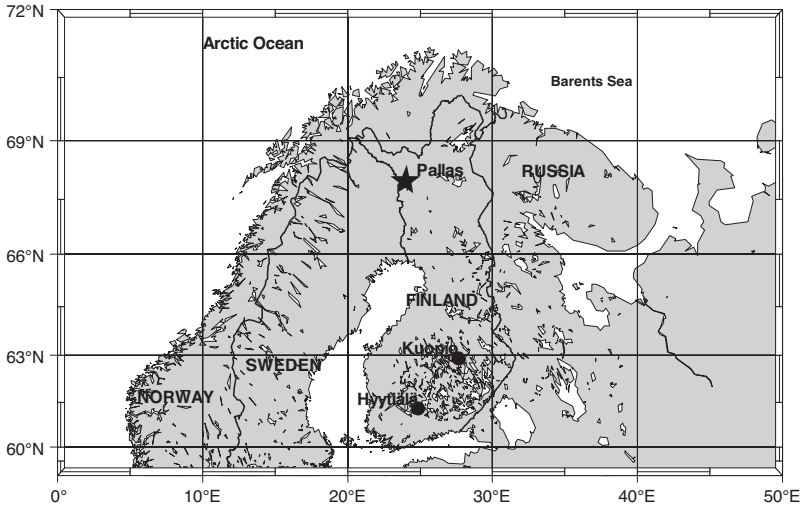 72°N
Arctic Ocean
Barents Sea
69°N
Pallas
RUSSIA
66°N
FINLAND
Kuopio
63°N
SWEDEN
NORWAY
Hyytiälä
60°N
0° 10°E 20°E 30°E 40°E 50°E